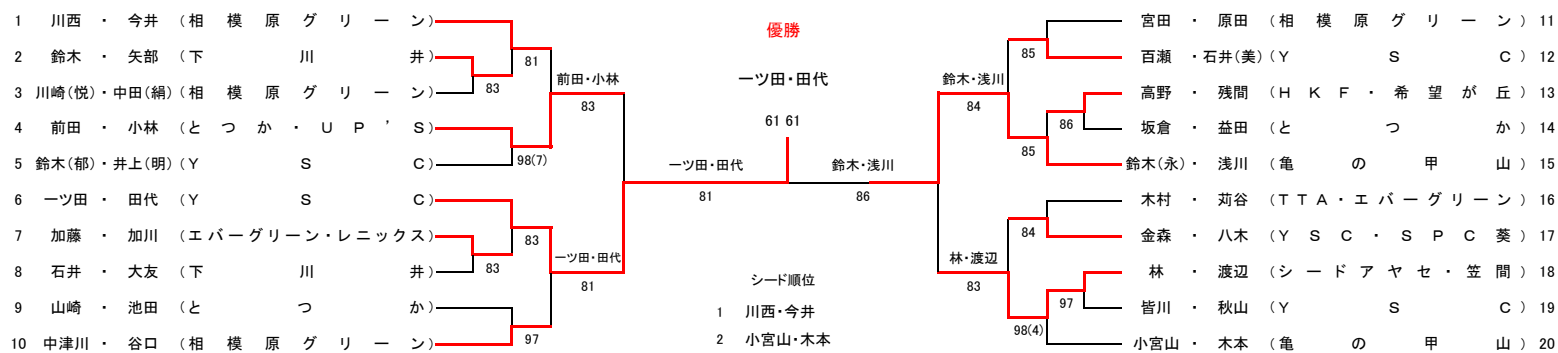 1 川西 ・ 今井 (相模原グリーン)
2 鈴木 ・ 矢部 (下川井)
3 川崎(悦)・中田(絹) (相模原グリーン)
4 前田 ・ 小林 (とつか・UP'S)
5 鈴木(郁)・井上(明) (YSC)
6 一ツ田 ・ 田代 (YSC)
7 加藤 ・ 加川 (エバーグリーン・レニックス)
8 石井 ・ 大友 (下川井)
9 山崎 ・ 池田 (とつか)
10 中津川 ・ 谷口 (相模原グリーン)
81
83
98(7)
83
83
97
前田・小林
83
一ツ田・田代
81
一ツ田・田代
81
優勝
一ツ田・田代
61 61
鈴木・浅川
86
シード順位
1 川西・今井
2 小宮山・木本
鈴木・浅川
84
林・渡辺
83
85
86
85
84
97
98(4)
宮田 ・ 原田 (相模原グリーン) 11
百瀬 ・石井(美) (YSC) 12
高野 ・ 残間 (HKF・希望が丘) 13
坂倉 ・ 益田 (とつか) 14
鈴木(永)・ 浅川 (亀の甲山) 15
木村 ・ 苅谷 (TTA・エバーグリーン) 16
金森 ・ 八木 (YSC・SPC葵) 17
林 ・ 渡辺 (シードアヤセ・笠間) 18
皆川 ・ 秋山 (YSC) 19
小宮山 ・ 木本 (亀の甲山) 20